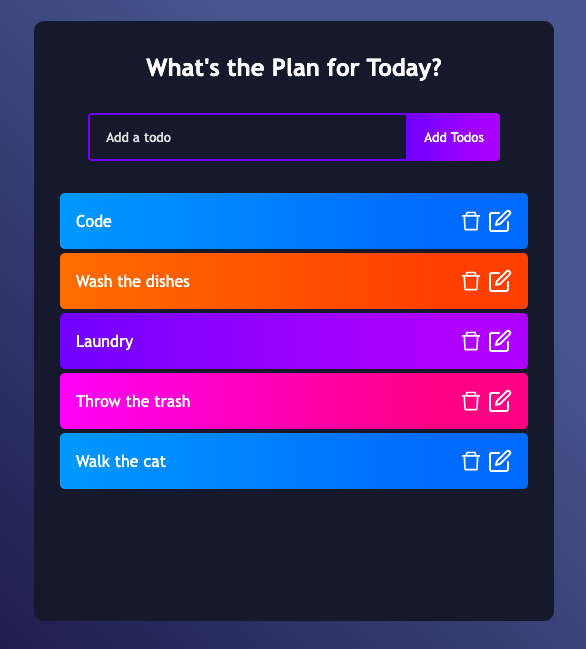 What's the Plan for Today?
Add a todo
Add Todos
Code
Wash the dishes
Laundry
Throw the trash
Walk the cat